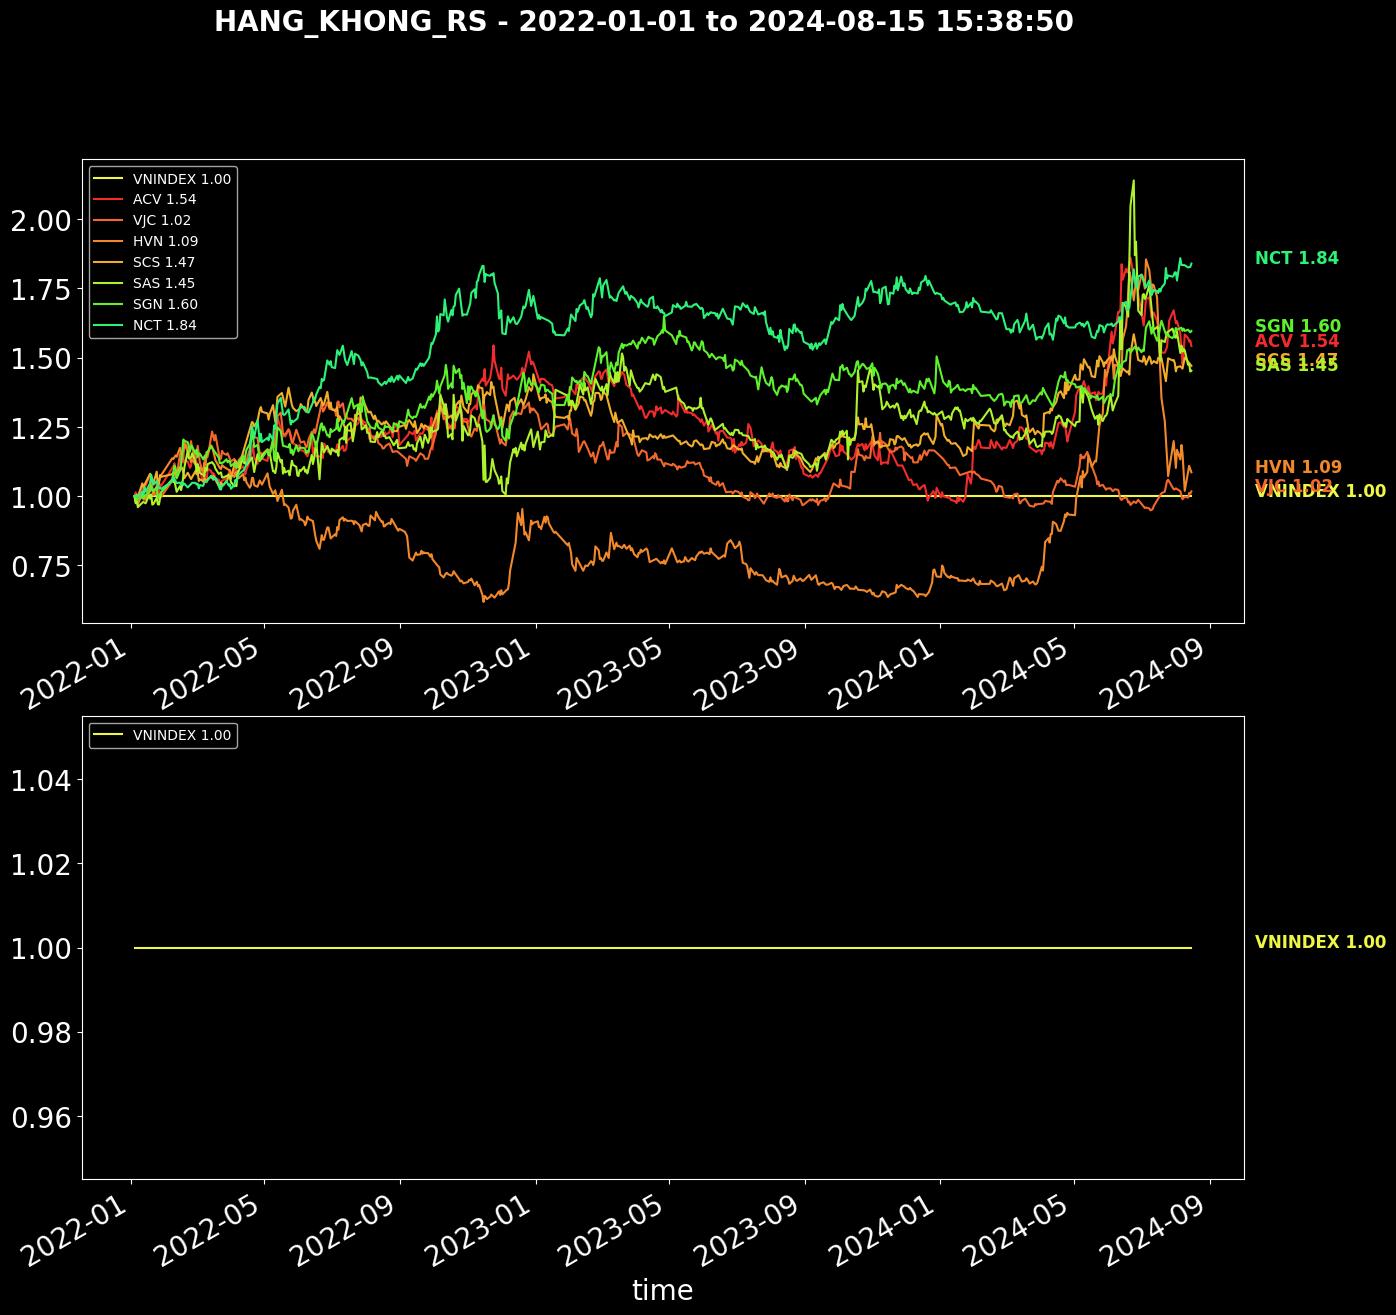 HANG_KHONG_RS - 2022-01-01 to 2024-08-15 15:38:50
VNINDEX 1.00
ACV 1.54
VJC 1.02
HVN 1.09
SCS 1.47
SAS 1.45
SGN 1.60
NCT 1.84
2.00
1.75
1.50
1.25
1.00
0.75
NCT 1.84
SGN 1.60
ACV 1.54
SCS 1.47
SAS 1.45
HVN 1.09
VJC 1.02
VNINDEX 1.00
2022-01
2022-05
2022-09
2023-01
2023-05
2023-09
2024-01
2024-05
2024-09
VNINDEX 1.00
1.04
1.02
1.00
0.98
0.96
VNINDEX 1.00
2022-01
2022-05
2022-09
2023-01
2023-05
2023-09
2024-01
2024-05
2024-09
time